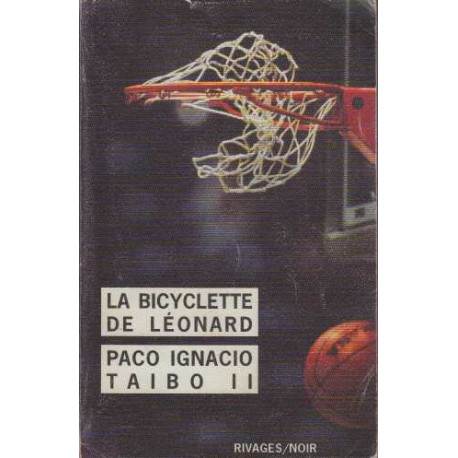 LA BICYCLETTE
DE LÉONARD
PACO IGNACIO
TAIBO II
RIVAGES/NOIR